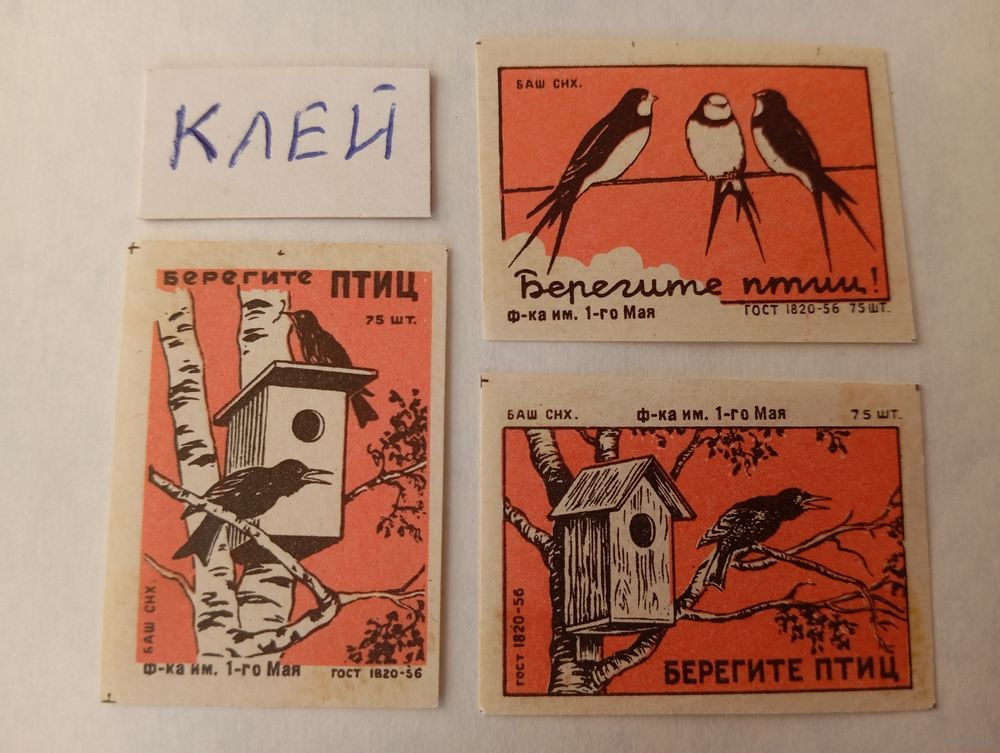 КЛЕЙ
БАШ СНХ.
Берегите птиц!
ф-ка им. 1-го Мая
ГОСТ 1820-56 75 ШТ.
БЕРЕГИТЕ ПТИЦ
75 ШТ.
БАШ СНХ.
ф-ка им. 1-го Мая
ГОСТ 1820-56
БАШ СНХ.
ф-ка им. 1-го Мая
75 ШТ.
ГОСТ 1820-56
БЕРЕГИТЕ ПТИЦ